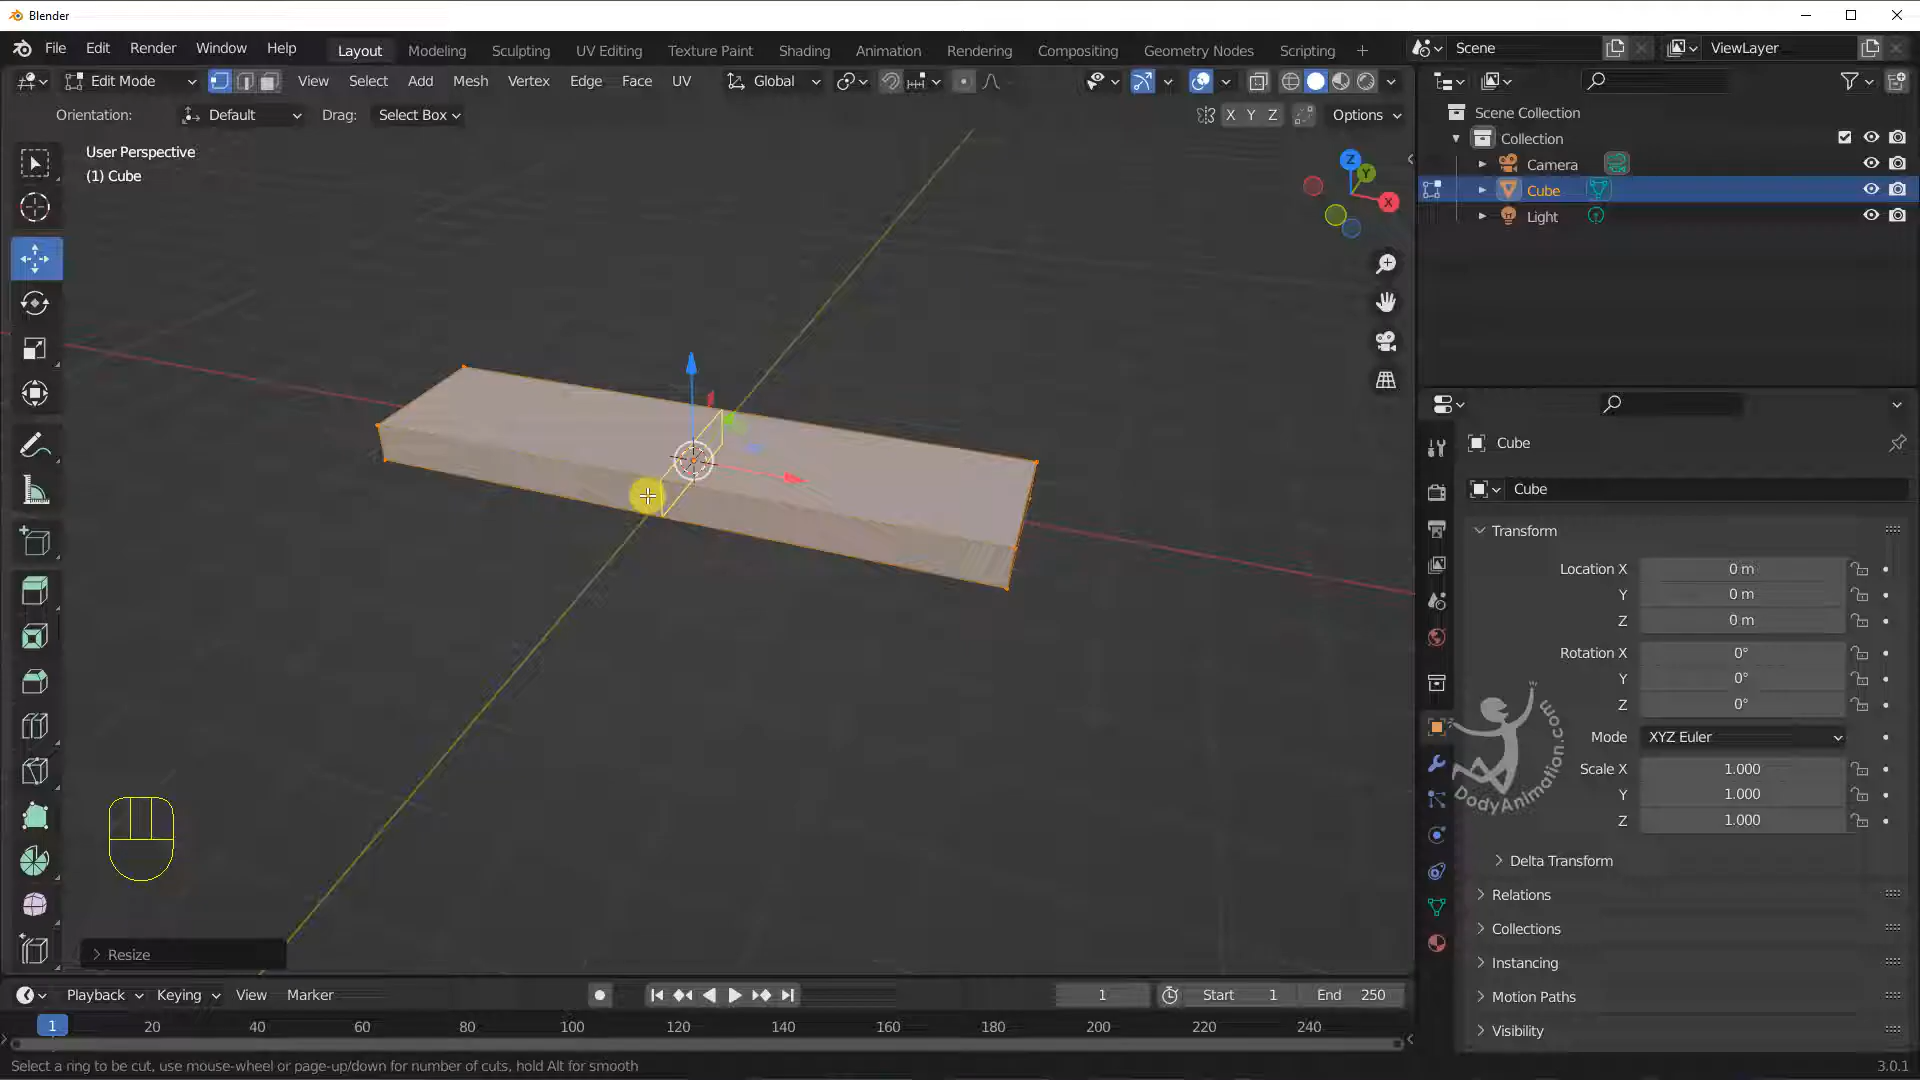 Blender
File Edit Render Window Help Layout Modeling Sculpting UV Editing Texture Paint Shading Animation Rendering Compositing Geometry Nodes Scripting + Scene ViewLayer
Edit Mode View Select Add Mesh Vertex Edge Face UV Global
Orientation: Default Drag: Select Box X Y Z Options
User Perspective
(1) Cube
Z
Y
X
Scene Collection
Collection
Camera
Cube
Light
Cube
Cube
Transform
Location X 0 m
Y 0 m
Z 0 m
Rotation X 0°
Y 0°
Z 0°
Mode XYZ Euler
Scale X 1.000
Y 1.000
Z 1.000
DodyAnimation.com
Delta Transform
Relations
Collections
Instancing
Motion Paths
Visibility
Resize
Playback Keying View Marker 1 Start 1 End 250
1 20 40 60 80 100 120 140 160 180 200 220 240
Select a ring to be cut, use mouse-wheel or page-up/down for number of cuts, hold Alt for smooth 3.0.1